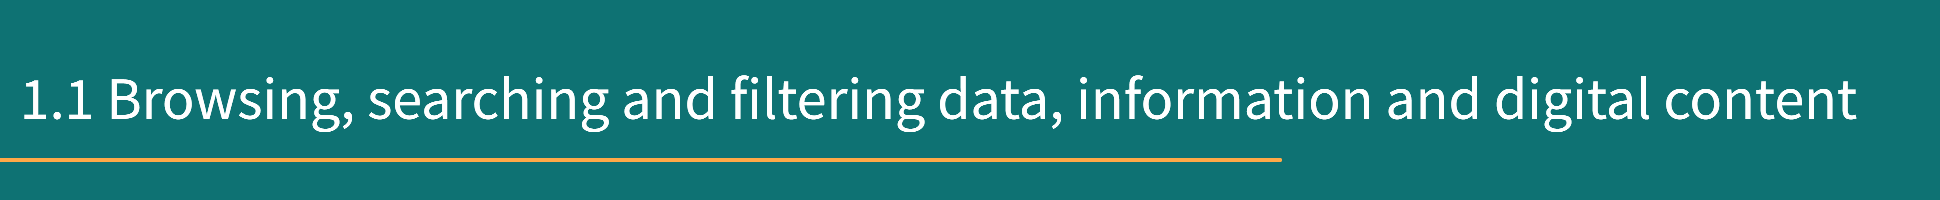 1.1 Browsing, searching and filtering data, information and digital content